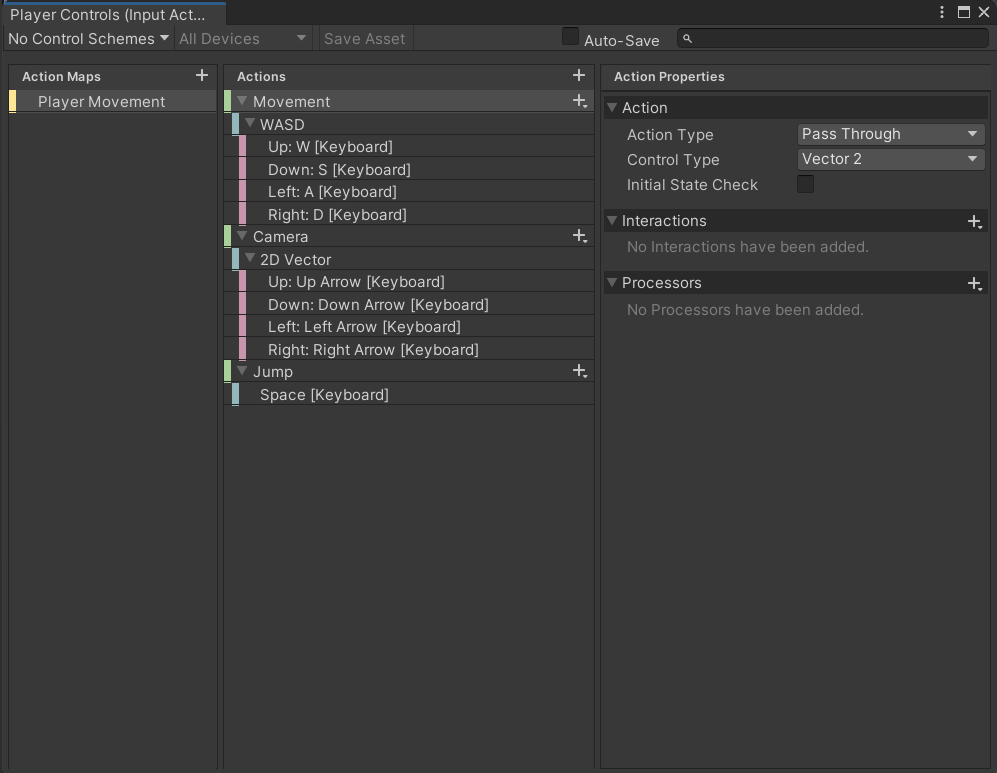 Player Controls (Input Act...
No Control Schemes All Devices Save Asset Auto-Save
Action Maps
Player Movement
Actions
Movement
WASD
Up: W [Keyboard]
Down: S [Keyboard]
Left: A [Keyboard]
Right: D [Keyboard]
Camera
2D Vector
Up: Up Arrow [Keyboard]
Down: Down Arrow [Keyboard]
Left: Left Arrow [Keyboard]
Right: Right Arrow [Keyboard]
Jump
Space [Keyboard]
Action Properties
Action
Action Type Pass Through
Control Type Vector 2
Initial State Check
Interactions
No Interactions have been added.
Processors
No Processors have been added.